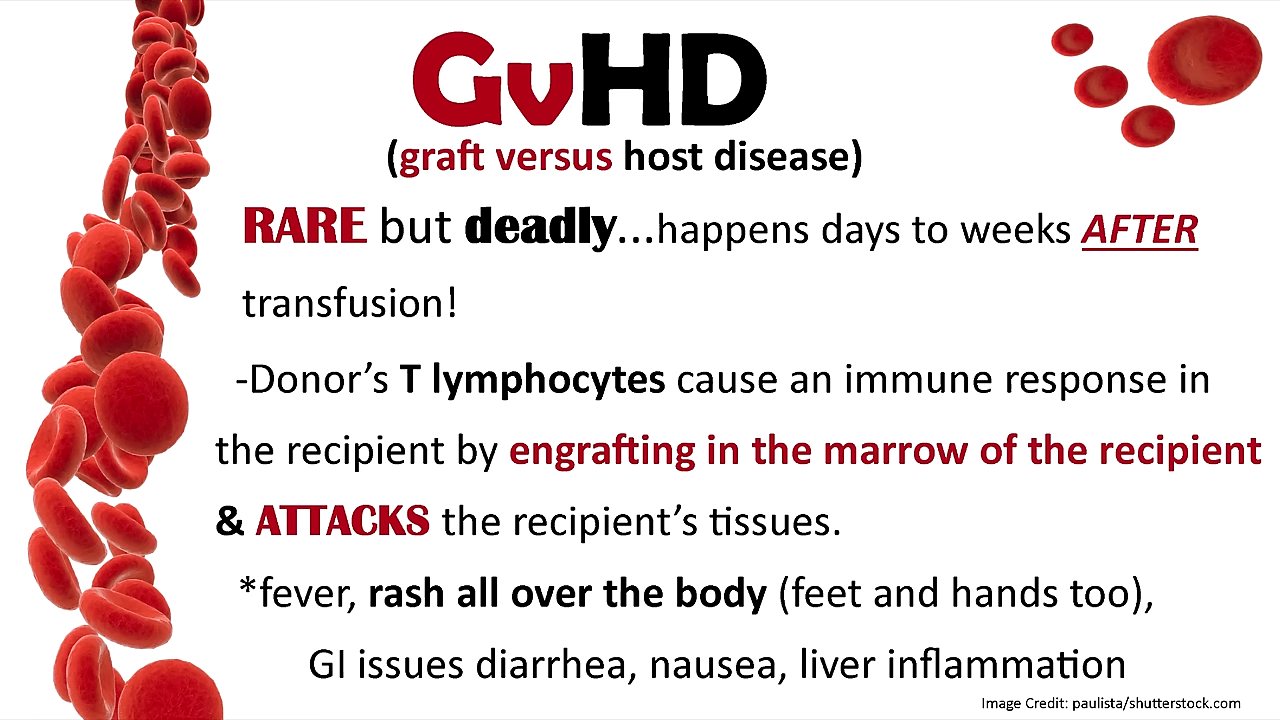 GvHD
(graft versus host disease)
RARE but deadly...happens days to weeks AFTER
transfusion!
-Donor’s T lymphocytes cause an immune response in
the recipient by engrafting in the marrow of the recipient
& ATTACKS the recipient’s tissues.
*fever, rash all over the body (feet and hands too),
GI issues diarrhea, nausea, liver inflammation
Image Credit: paulista/shutterstock.com